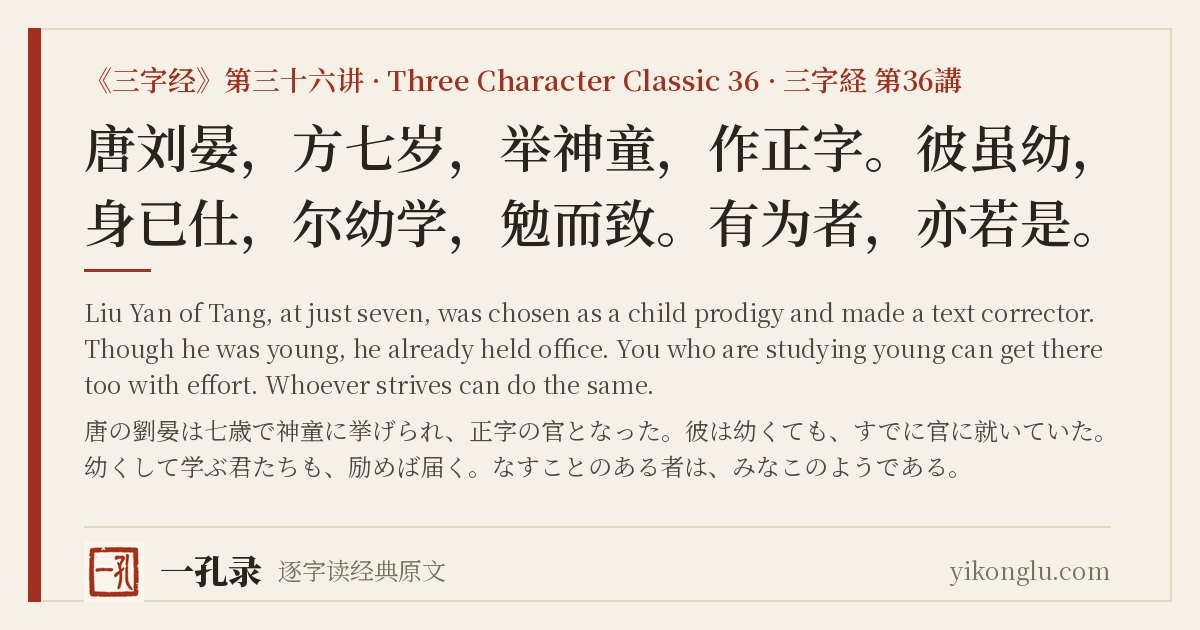 《三字经》第三十六讲 · Three Character Classic 36 · 三字経 第36講
唐刘晏，方七岁，举神童，作正字。彼虽幼，
身已仕，尔幼学，勉而致。有为者，亦若是。
Liu Yan of Tang, at just seven, was chosen as a child prodigy and made a text corrector.
Though he was young, he already held office. You who are studying young can get there
too with effort. Whoever strives can do the same.
唐の劉晏は七歳で神童に挙げられ、正字の官となった。彼は幼くても、すでに官に就いていた。
幼くして学ぶ君たちも、励めば届く。なすことのある者は、みなこのようである。
一孔 一孔录 逐字读经典原文 yikonglu.com